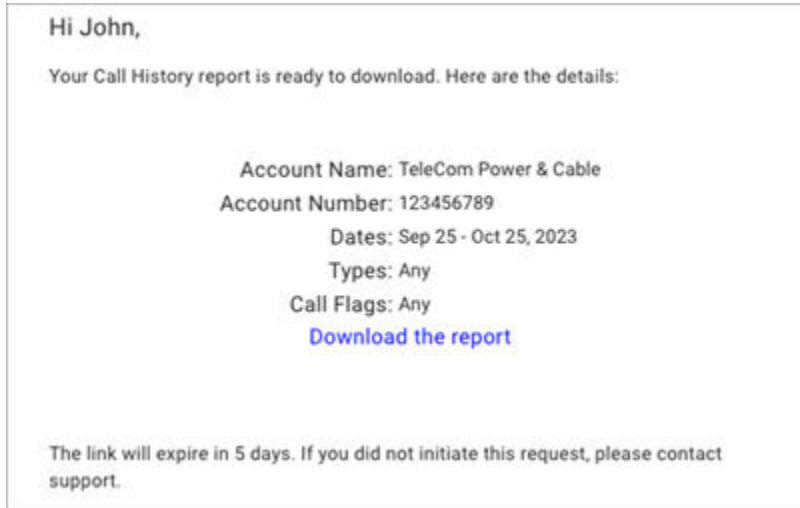 Hi John,
Your Call History report is ready to download. Here are the details:
Account Name: TeleCom Power & Cable
Account Number: 123456789
Dates: Sep 25 - Oct 25, 2023
Types: Any
Call Flags: Any
Download the report
The link will expire in 5 days. If you did not initiate this request, please contact
support.